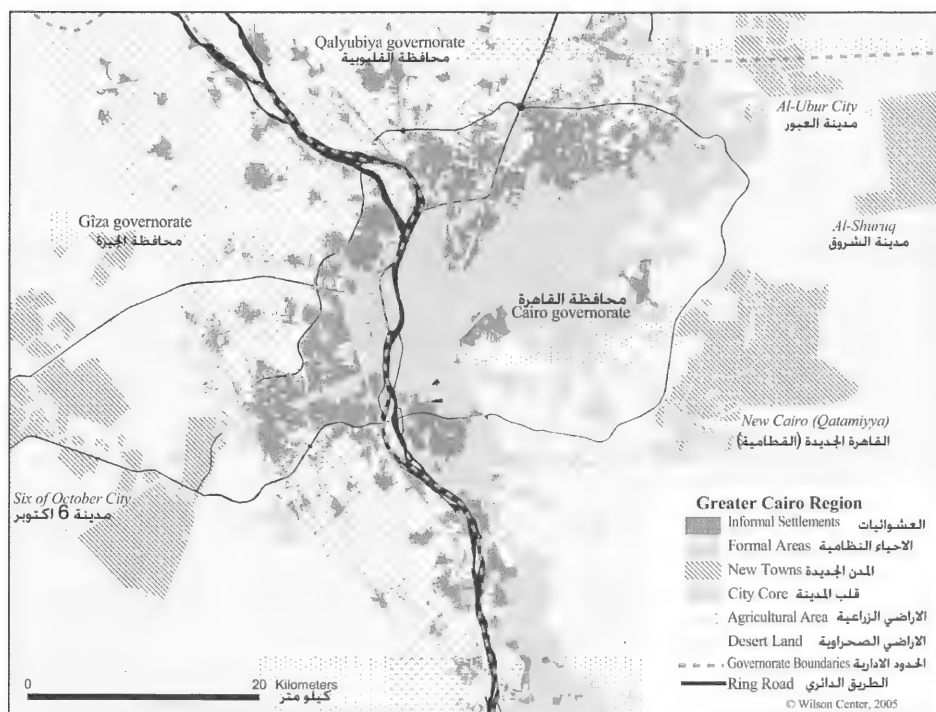 Qalyubiya governorate
محافظة القليوبية
Al-Ubur City
مدينة العبور
Gîza governorate
محافظة الجيزة
Al-Shuruq
مدينة الشروق
محافظة القاهرة
Cairo governorate
New Cairo (Qatamiyya)
القاهرة الجديدة (القطامية)
Six of October City
مدينة 6 اكتوبر
Greater Cairo Region
Informal Settlements العشوائيات
Formal Areas الاحياء النظامية
New Towns المدن الجديدة
City Core قلب المدينة
Agricultural Area الاراضي الزراعية
Desert Land الاراضي الصحراوية
Governorate Boundaries الحدود الادارية
Ring Road الطريق الدائري
0 20 Kilometers
كيلو متر
© Wilson Center, 2005